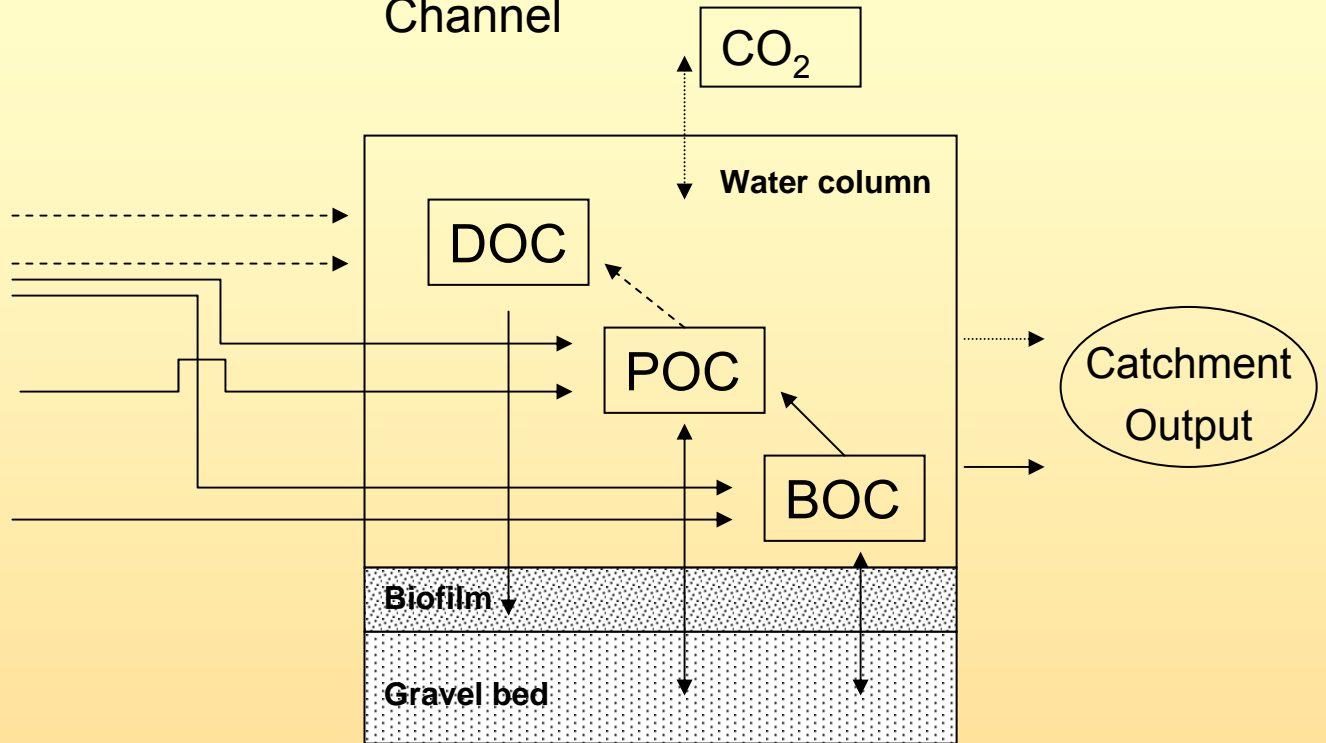 Channel
CO₂
Water column
DOC
POC
Catchment
Output
BOC
Biofilm
Gravel bed